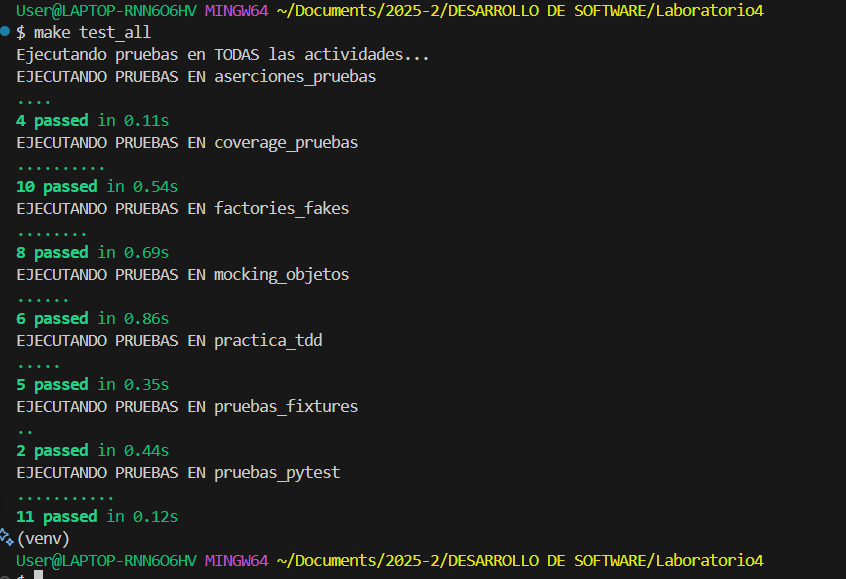 User@LAPTOP-RNN6O6HV MINGW64 ~/Documents/2025-2/DESARROLLO DE SOFTWARE/Laboratorio4
$ make test_all
Ejecutando pruebas en TODAS las actividades...
EJECUTANDO PRUEBAS EN aserciones_pruebas
....
4 passed in 0.11s
EJECUTANDO PRUEBAS EN coverage_pruebas
..........
10 passed in 0.54s
EJECUTANDO PRUEBAS EN factories_fakes
........
8 passed in 0.69s
EJECUTANDO PRUEBAS EN mocking_objetos
......
6 passed in 0.86s
EJECUTANDO PRUEBAS EN practica_tdd
.....
5 passed in 0.35s
EJECUTANDO PRUEBAS EN pruebas_fixtures
..
2 passed in 0.44s
EJECUTANDO PRUEBAS EN pruebas_pytest
...........
11 passed in 0.12s
(venv)
User@LAPTOP-RNN6O6HV MINGW64 ~/Documents/2025-2/DESARROLLO DE SOFTWARE/Laboratorio4
$